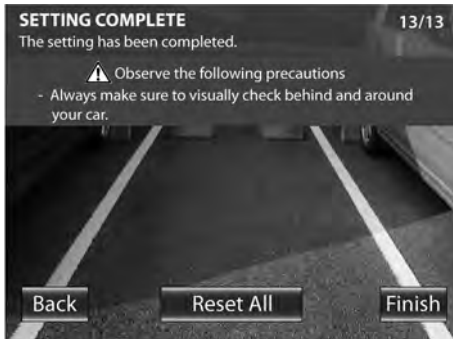 SETTING COMPLETE 13/13
The setting has been completed.
Observe the following precautions
- Always make sure to visually check behind and around
your car.
Back Reset All Finish